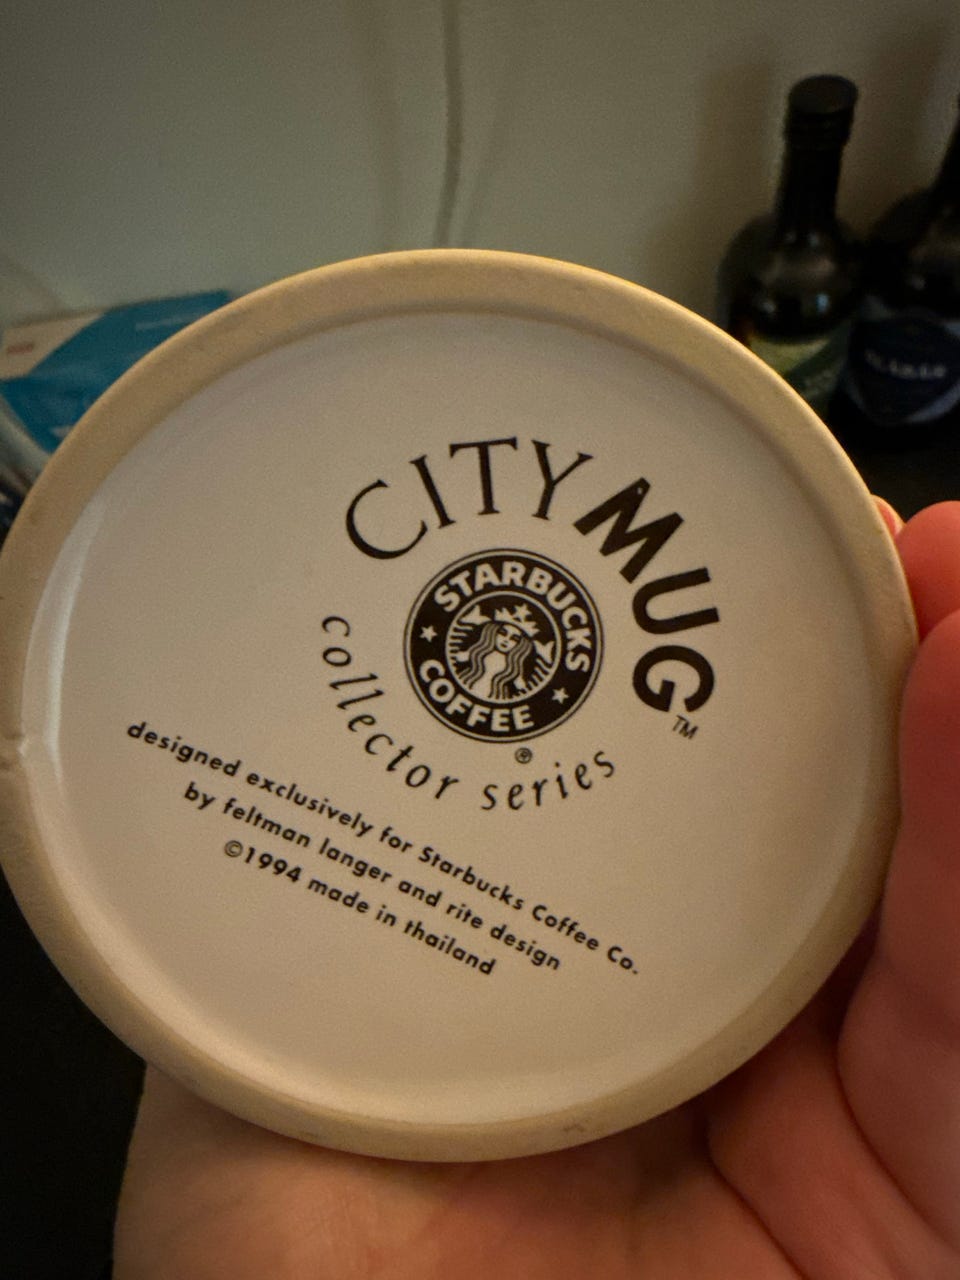 CITY MUG™
STARBUCKS
COFFEE
®
collector series
designed exclusively for Starbucks Coffee Co.
by feltman langer and rite design
©1994 made in thailand